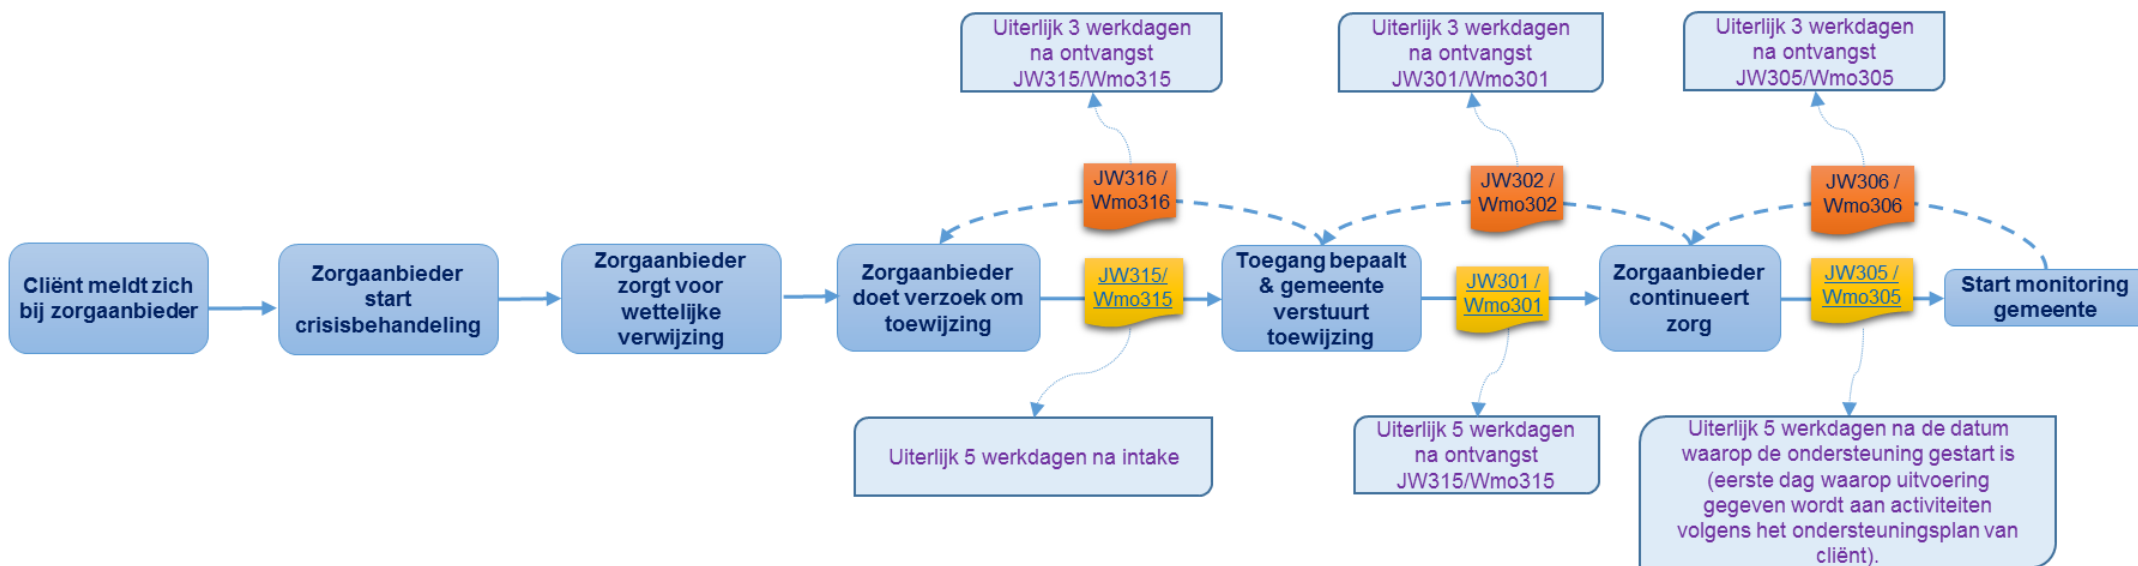 Uiterlijk 3 werkdagen
na ontvangst
JW315/Wmo315
Uiterlijk 3 werkdagen
na ontvangst
JW301/Wmo301
Uiterlijk 3 werkdagen
na ontvangst
JW305/Wmo305
JW316 /
Wmo316
JW302 /
Wmo302
JW306 /
Wmo306
Cliënt meldt zich
bij zorgaanbieder
Zorgaanbieder
start
crisisbehandeling
Zorgaanbieder
zorgt voor
wettelijke
verwijzing
Zorgaanbieder
doet verzoek om
toewijzing
JW315/
Wmo315
Toegang bepaalt
& gemeente
verstuurt
toewijzing
JW301 /
Wmo301
Zorgaanbieder
continueert
zorg
JW305 /
Wmo305
Start monitoring
gemeente
Uiterlijk 5 werkdagen na intake
Uiterlijk 5 werkdagen
na ontvangst
JW315/Wmo315
Uiterlijk 5 werkdagen na de datum
waarop de ondersteuning gestart is
(eerste dag waarop uitvoering
gegeven wordt aan activiteiten
volgens het ondersteuningsplan van
cliënt).